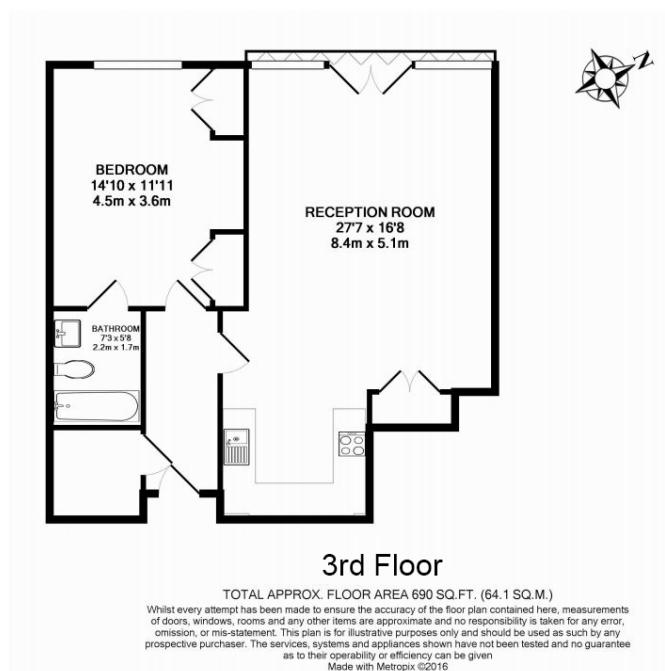 N
BEDROOM
14'10 x 11'11
4.5m x 3.6m
RECEPTION ROOM
27'7 x 16'8
8.4m x 5.1m
BATHROOM
7'3 x 5'8
2.2m x 1.7m
3rd Floor
TOTAL APPROX. FLOOR AREA 690 SQ.FT. (64.1 SQ.M.)
Whilst every attempt has been made to ensure the accuracy of the floor plan contained here, measurements
of doors, windows, rooms and any other items are approximate and no responsibility is taken for any error,
omission, or mis-statement. This plan is for illustrative purposes only and should be used as such by any
prospective purchaser. The services, systems and appliances shown have not been tested and no guarantee
as to their operability or efficiency can be given
Made with Metropix ©2016